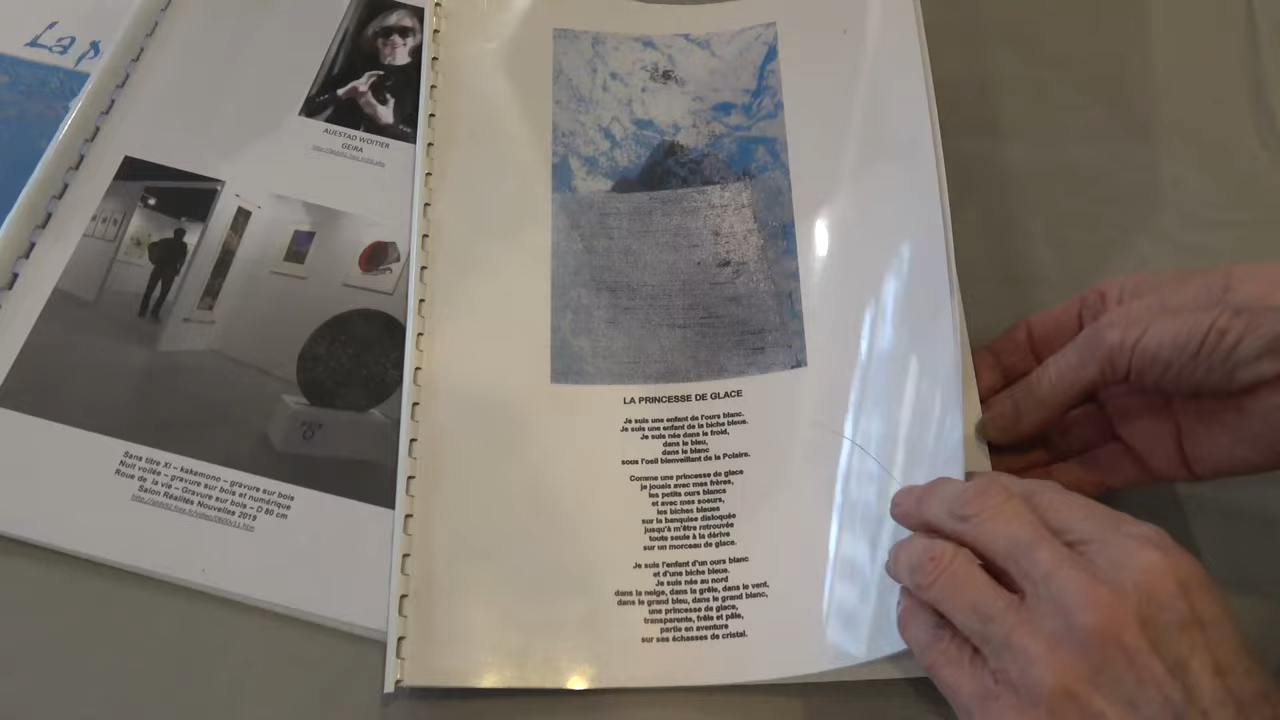 La p
AUESTAD WOITIER
GEIRA
Sans titre XI – kakemono – gravure sur bois
Nuit voilée – gravure sur bois et numérique
Roue de la vie – Gravure sur bois – D 80 cm
Salon Réalités Nouvelles 2019
LA PRINCESSE DE GLACE
Je suis une enfant de l'ours blanc.
Je suis une enfant de la biche bleue.
Je suis née dans le froid,
dans le bleu,
dans le blanc
sous l'oeil bienveillant de la Polaire.
Comme une princesse de glace
je jouais avec mes frères,
les petits ours blancs
et avec mes soeurs,
les biches bleues
sur la banquise disloquée
jusqu'à m'être retrouvée
toute seule à la dérive
sur un morceau de glace.
Je suis l'enfant d'un ours blanc
et d'une biche bleue.
Je suis née au nord
dans la neige, dans la grêle, dans le vent,
dans le grand bleu, dans le grand blanc,
une princesse de glace,
transparente, frêle et pâle,
partie en aventure
sur ses échasses de cristal.